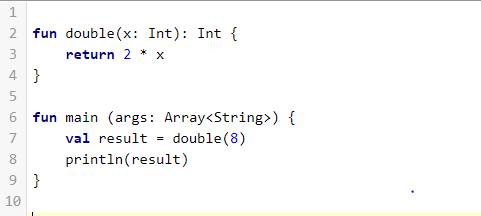 1
2 fun double(x: Int): Int {
3     return 2 * x
4 }
5
6 fun main (args: Array<String>) {
7     val result = double(8)
8     println(result)
9 }
10